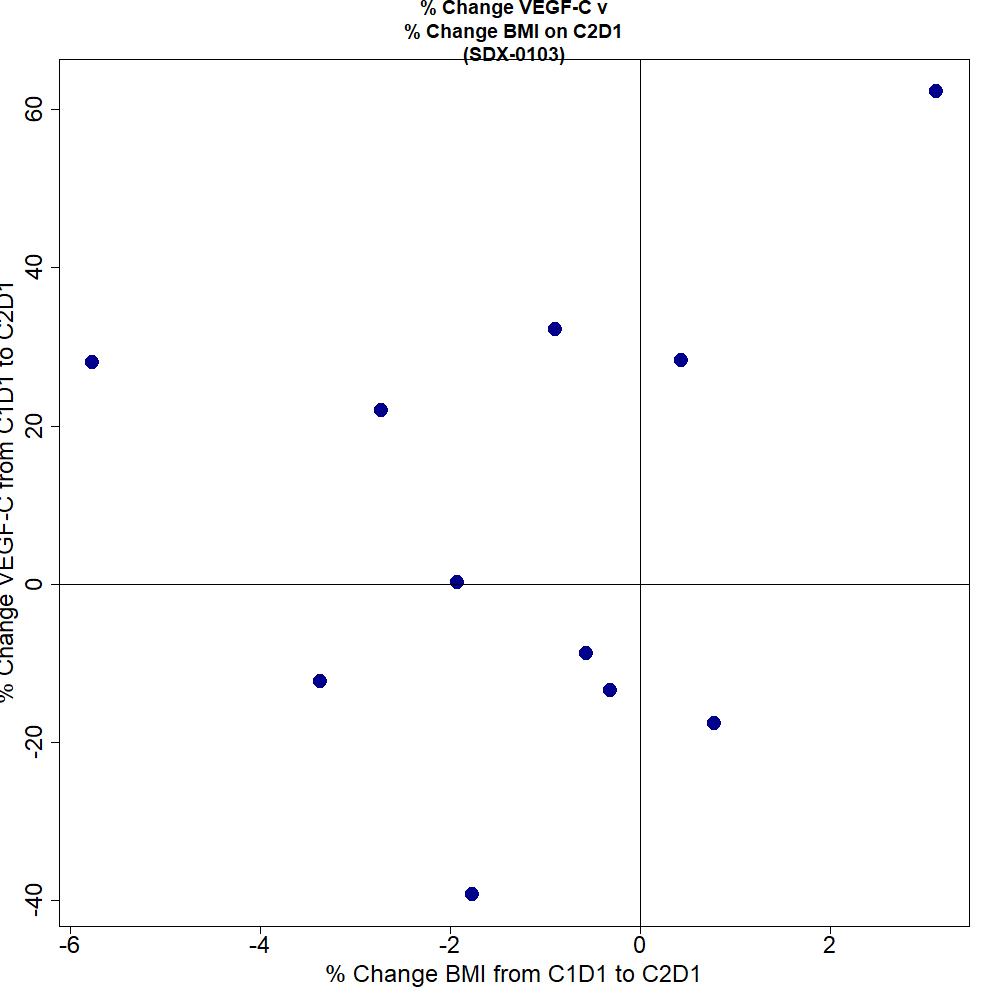 % Change VEGF-C v
% Change BMI on C2D1
(SDX-0103)
% Change VEGF-C from C1D1 to C2D1
60
40
20
0
-20
-40
-6 -4 -2 0 2
% Change BMI from C1D1 to C2D1